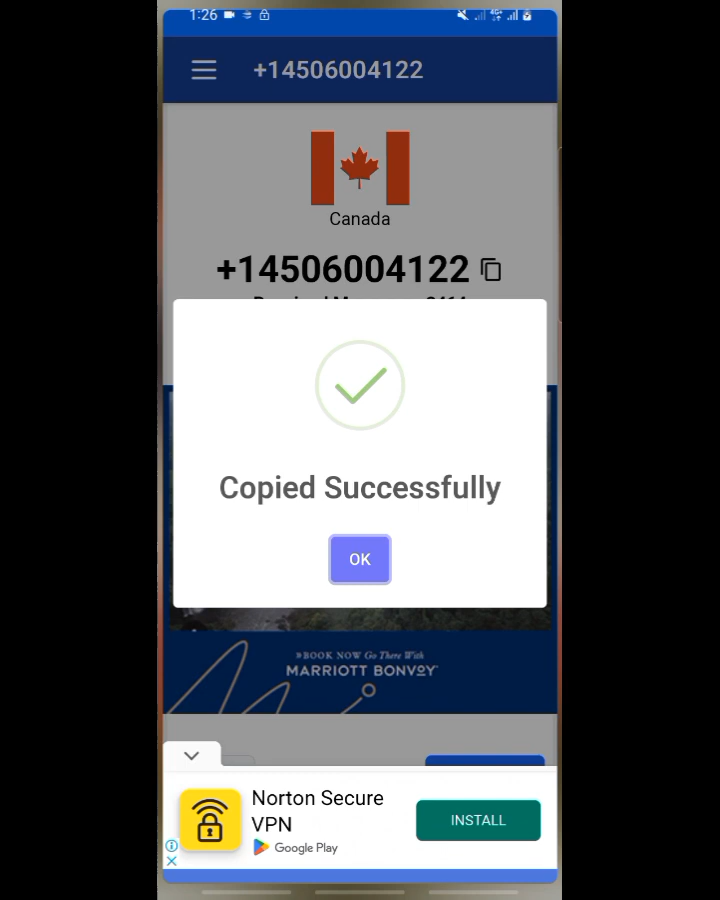 1:26
4G+
+14506004122
Canada
+14506004122
Copied Successfully
OK
»BOOK NOW Go There With
MARRIOTT BONVOY
Norton Secure
VPN
Google Play
INSTALL